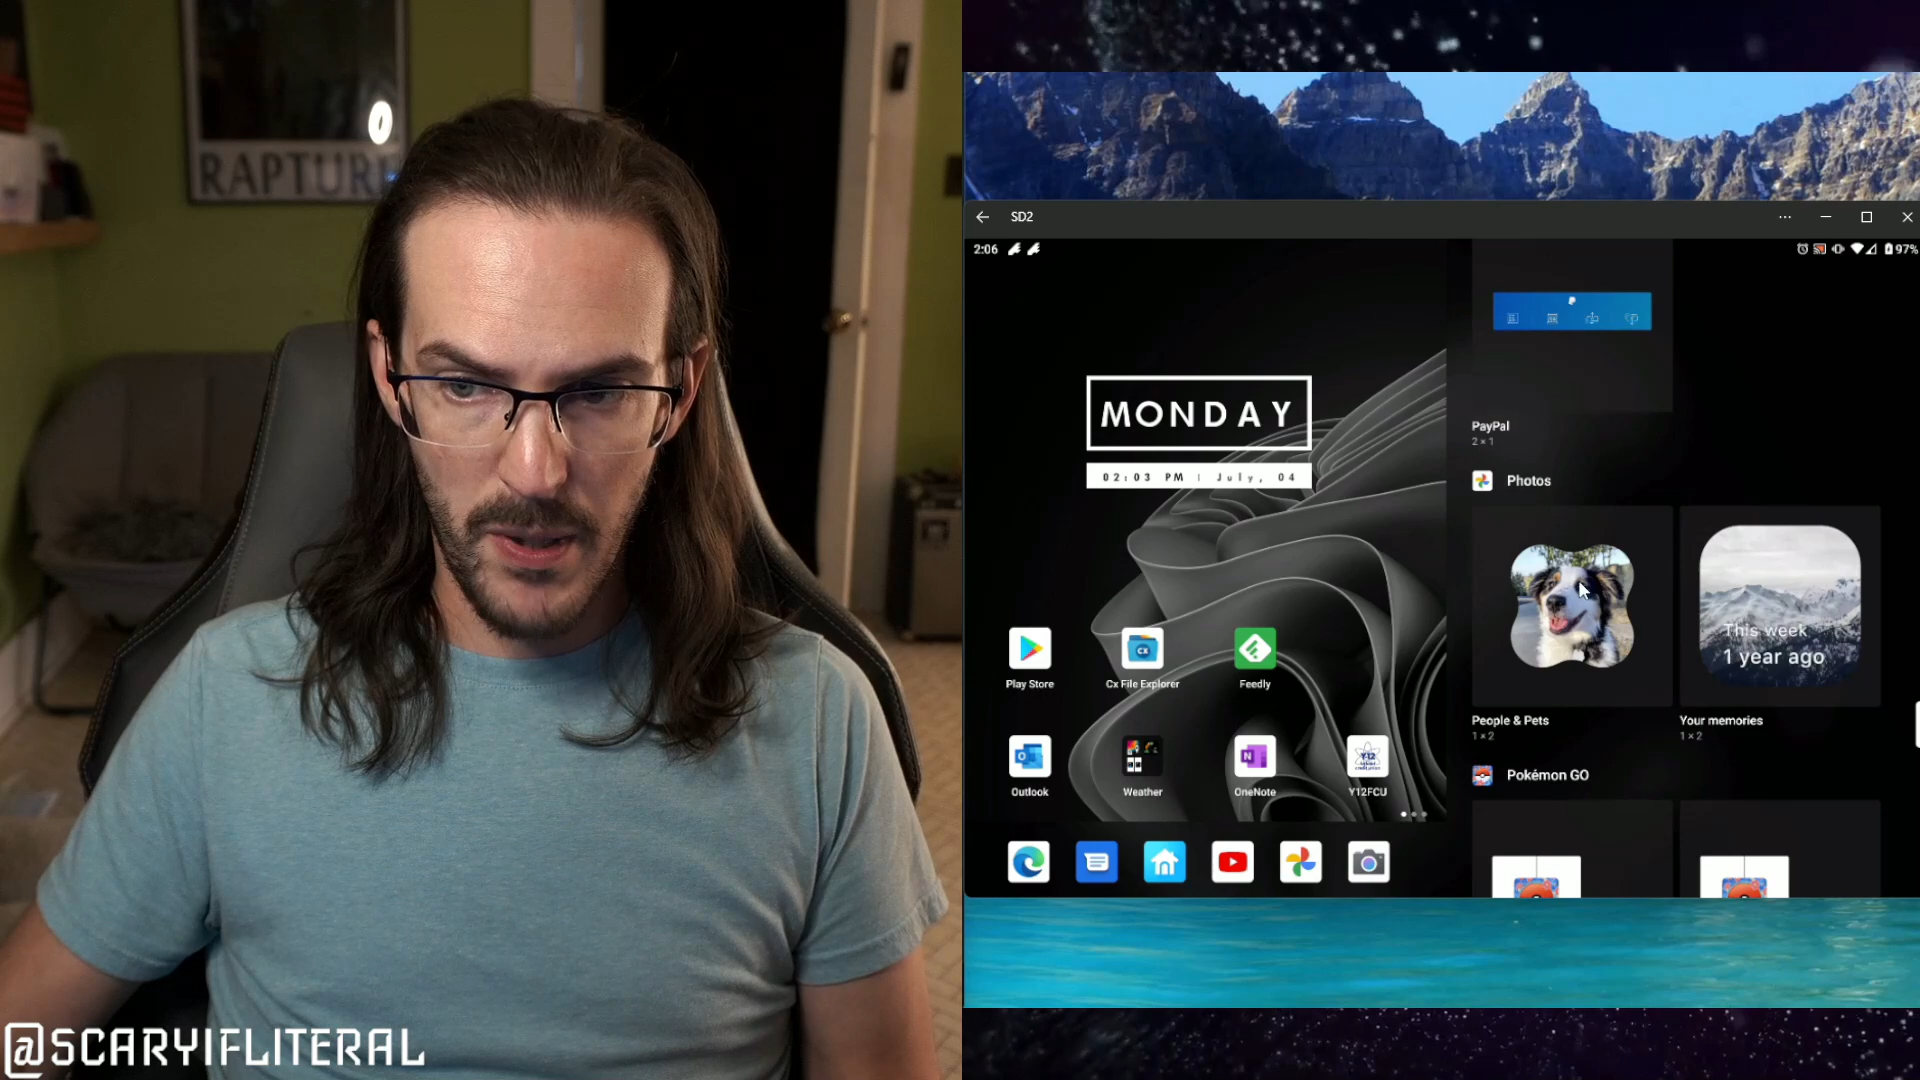 RAPTURE
@SCARYIFLITERAL
SD2
2:06
97%
MONDAY
02:03 PM | July, 04
Play Store
Cx File Explorer
Feedly
Outlook
Weather
OneNote
Y12FCU
PayPal
2 × 1
Photos
This week
1 year ago
People & Pets
1 × 2
Your memories
1 × 2
Pokémon GO